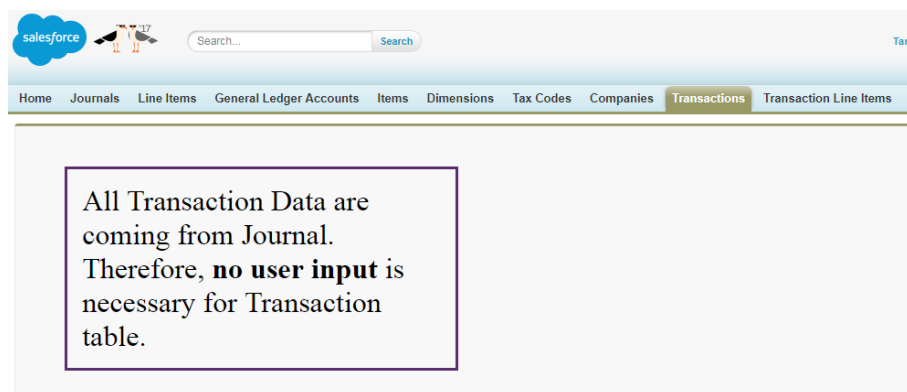 salesforce
'17
Search...
Search
Home Journals Line Items General Ledger Accounts Items Dimensions Tax Codes Companies Transactions Transaction Line Items
All Transaction Data are
coming from Journal.
Therefore, no user input is
necessary for Transaction
table.